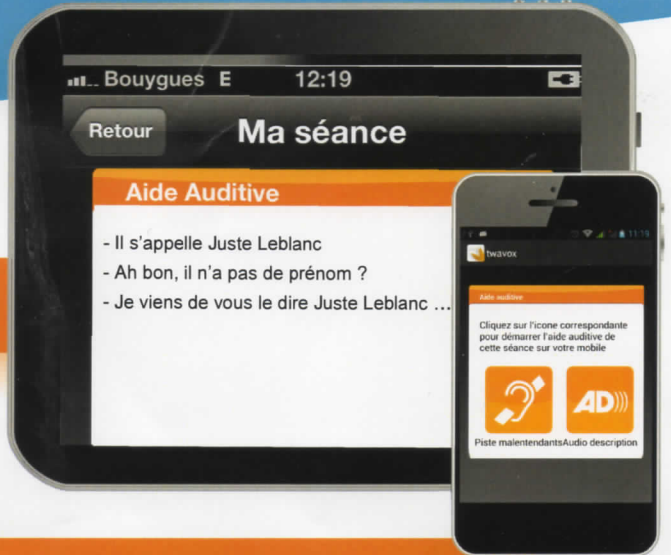 Bouygues E 12:19
Retour Ma séance
Aide Auditive
- Il s'appelle Juste Leblanc
- Ah bon, il n'a pas de prénom ?
- Je viens de vous le dire Juste Leblanc ...
11:19
twavox
Aide auditive
Cliquez sur l'icone correspondante
pour démarrer l'aide auditive de
cette séance sur votre mobile
AD
Piste malentendants Audio description